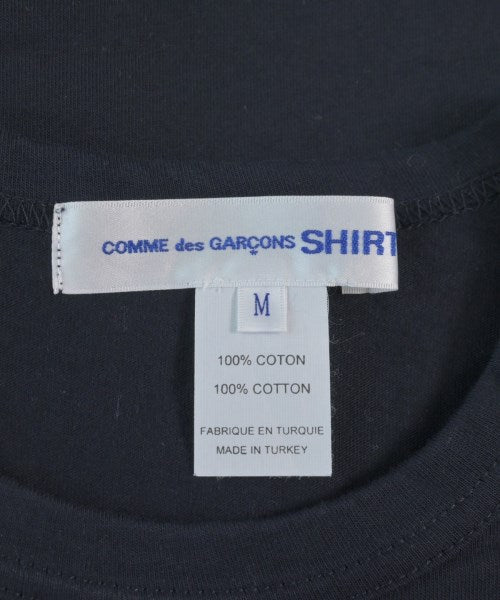 COMME des GARÇONS SHIRT
M
100% COTON
100% COTTON
FABRIQUE EN TURQUIE
MADE IN TURKEY